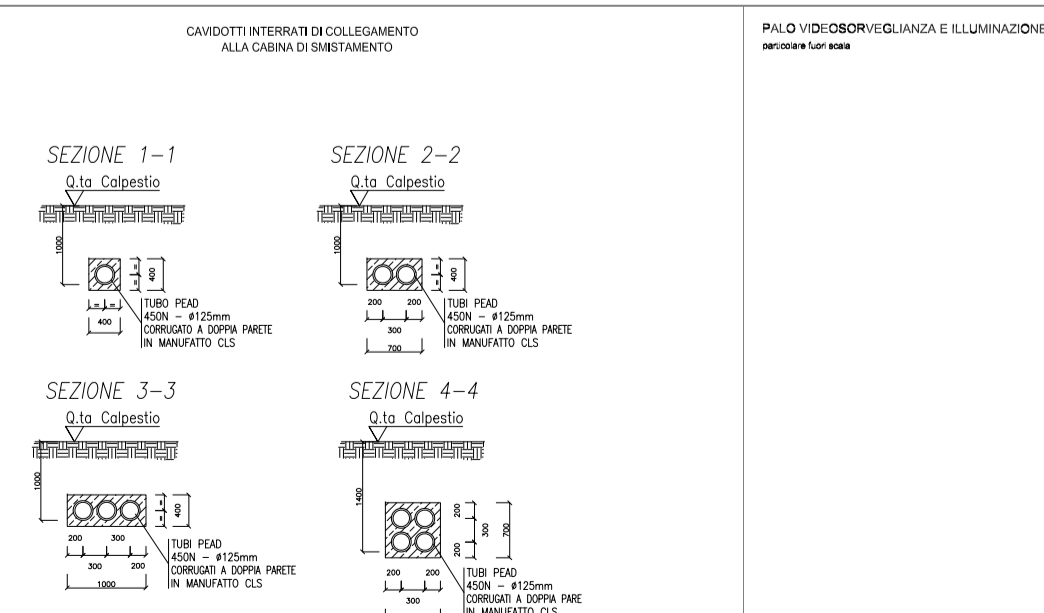 CAVIDOTTI INTERRATI DI COLLEGAMENTO
ALLA CABINA DI SMISTAMENTO
PALO VIDEOSORVEGLIANZA E ILLUMINAZIONE
particolare fuori scala
SEZIONE 1-1
Q.ta Calpestio
1000
=
=
400
= =
400
TUBO PEAD
450N - ø125mm
CORRUGATO A DOPPIA PARETE
IN MANUFATTO CLS
SEZIONE 2-2
Q.ta Calpestio
1000
=
=
400
200 200
300
700
TUBI PEAD
450N - ø125mm
CORRUGATI A DOPPIA PARETE
IN MANUFATTO CLS
SEZIONE 3-3
Q.ta Calpestio
1000
=
=
400
200 300
300 200
1000
TUBI PEAD
450N - ø125mm
CORRUGATI A DOPPIA PARETE
IN MANUFATTO CLS
SEZIONE 4-4
Q.ta Calpestio
1400
200
300
200
700
200 200
300
TUBI PEAD
450N - ø125mm
CORRUGATI A DOPPIA PARE
IN MANUFATTO CLS